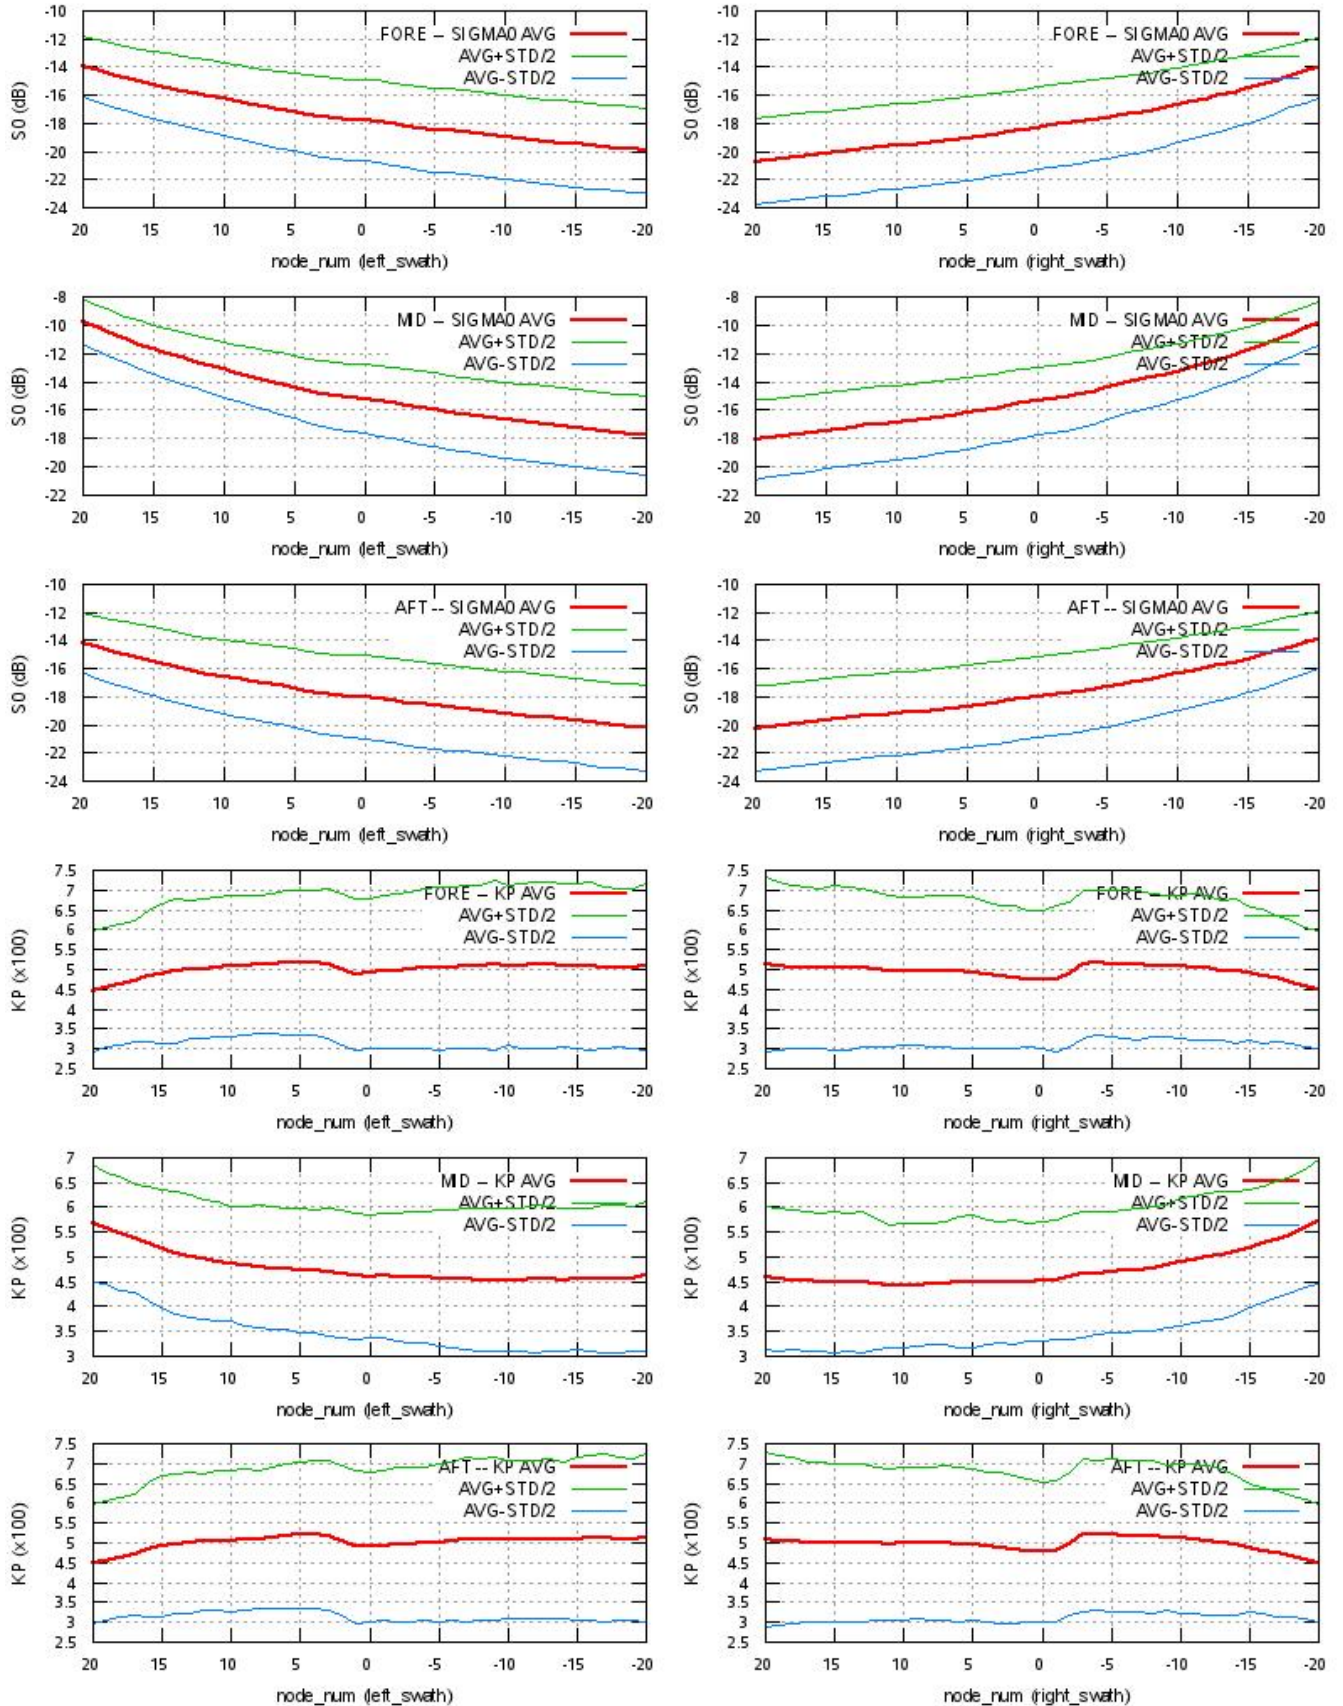 -10
-12
-14
-16
-18
-20
-22
-24
S0 (dB)
FORE -- SIGMA0 AVG
AVG+STD/2
AVG-STD/2
20 15 10 5 0 -5 -10 -15 -20
node_num (left_swath)
-10
-12
-14
-16
-18
-20
-22
-24
S0 (dB)
FORE -- SIGMA0 AVG
AVG+STD/2
AVG-STD/2
20 15 10 5 0 -5 -10 -15 -20
node_num (right_swath)
-8
-10
-12
-14
-16
-18
-20
-22
S0 (dB)
MID -- SIGMA0 AVG
AVG+STD/2
AVG-STD/2
20 15 10 5 0 -5 -10 -15 -20
node_num (left_swath)
-8
-10
-12
-14
-16
-18
-20
-22
S0 (dB)
MID -- SIGMA0 AVG
AVG+STD/2
AVG-STD/2
20 15 10 5 0 -5 -10 -15 -20
node_num (right_swath)
-10
-12
-14
-16
-18
-20
-22
-24
S0 (dB)
AFT -- SIGMA0 AVG
AVG+STD/2
AVG-STD/2
20 15 10 5 0 -5 -10 -15 -20
node_num (left_swath)
-10
-12
-14
-16
-18
-20
-22
-24
S0 (dB)
AFT -- SIGMA0 AVG
AVG+STD/2
AVG-STD/2
20 15 10 5 0 -5 -10 -15 -20
node_num (right_swath)
7.5
7
6.5
6
5.5
5
4.5
4
3.5
3
2.5
KP (x100)
FORE -- KP AVG
AVG+STD/2
AVG-STD/2
20 15 10 5 0 -5 -10 -15 -20
node_num (left_swath)
7.5
7
6.5
6
5.5
5
4.5
4
3.5
3
2.5
KP (x100)
FORE -- KP AVG
AVG+STD/2
AVG-STD/2
20 15 10 5 0 -5 -10 -15 -20
node_num (right_swath)
7
6.5
6
5.5
5
4.5
4
3.5
3
KP (x100)
MID -- KP AVG
AVG+STD/2
AVG-STD/2
20 15 10 5 0 -5 -10 -15 -20
node_num (left_swath)
7
6.5
6
5.5
5
4.5
4
3.5
3
KP (x100)
MID -- KP AVG
AVG+STD/2
AVG-STD/2
20 15 10 5 0 -5 -10 -15 -20
node_num (right_swath)
7.5
7
6.5
6
5.5
5
4.5
4
3.5
3
2.5
KP (x100)
AFT -- KP AVG
AVG+STD/2
AVG-STD/2
20 15 10 5 0 -5 -10 -15 -20
node_num (left_swath)
7.5
7
6.5
6
5.5
5
4.5
4
3.5
3
2.5
KP (x100)
AFT -- KP AVG
AVG+STD/2
AVG-STD/2
20 15 10 5 0 -5 -10 -15 -20
node_num (right_swath)